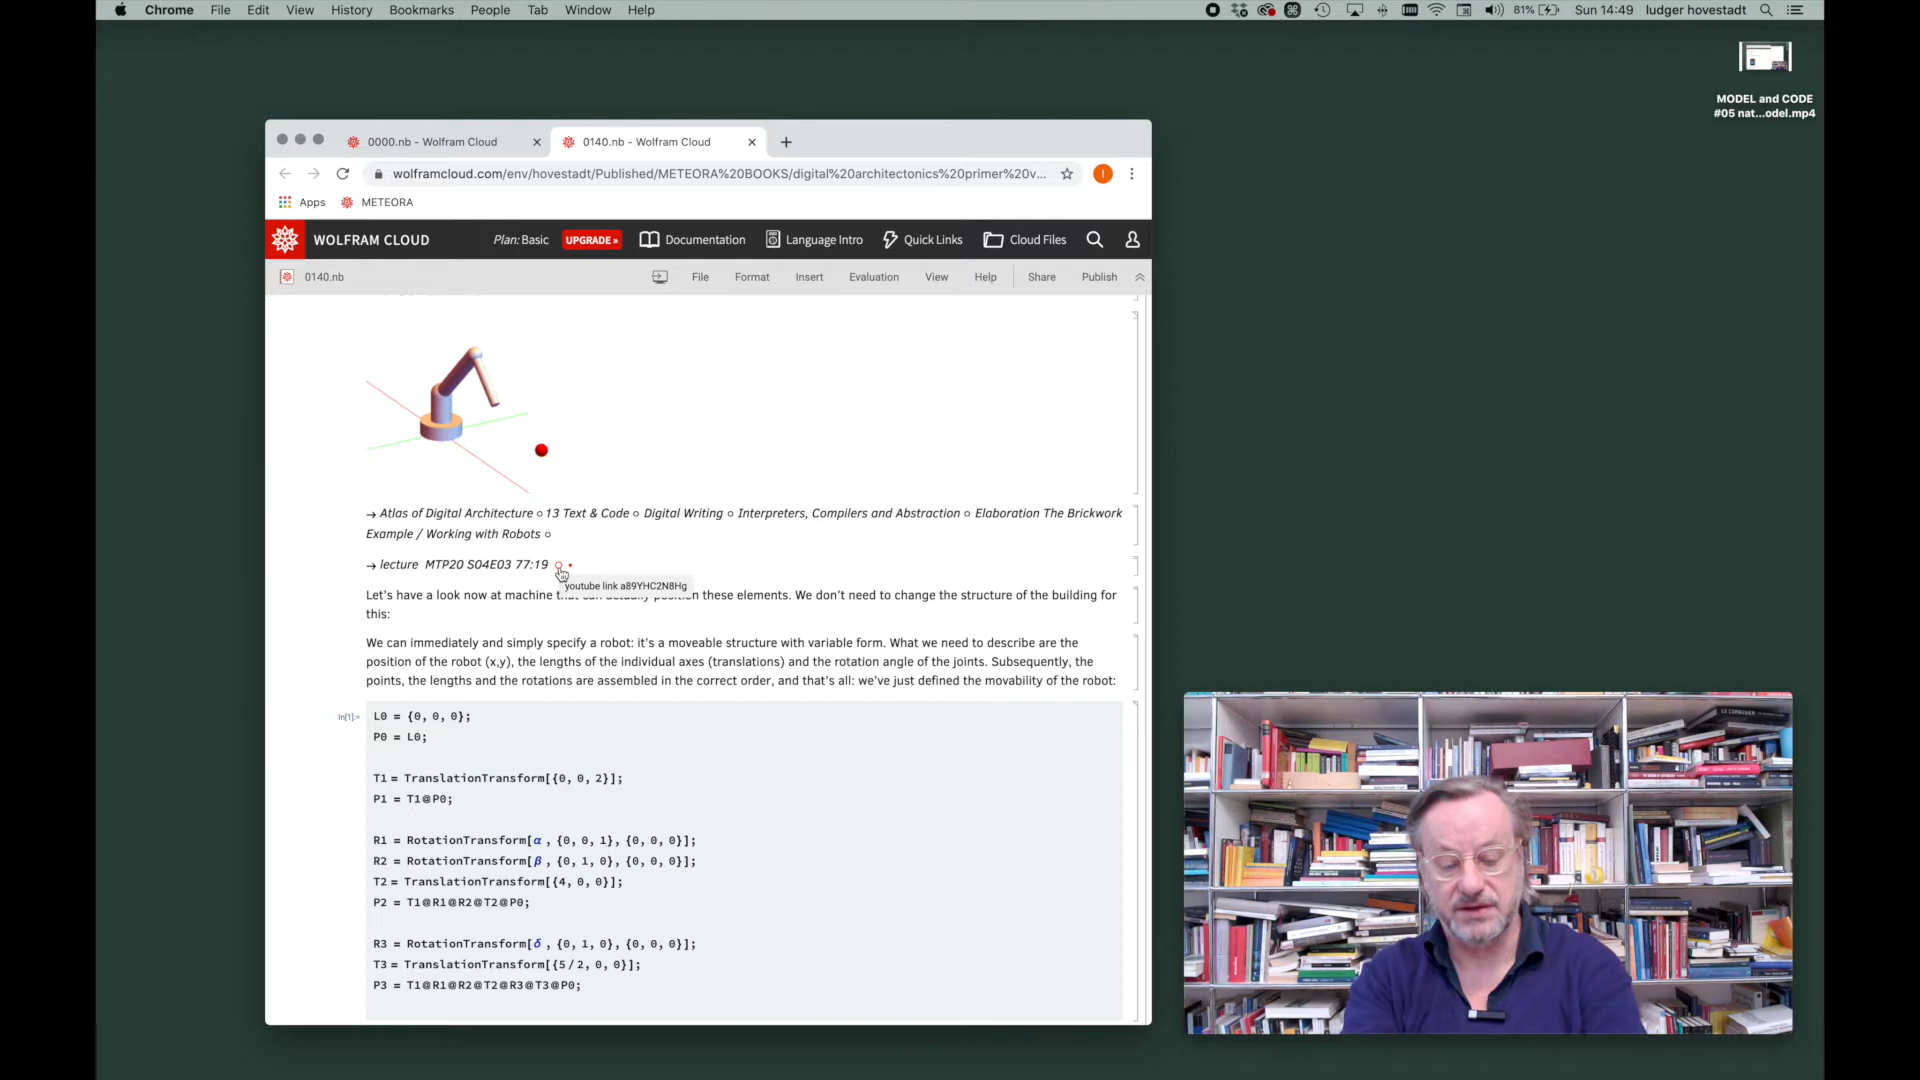 Chrome File Edit View History Bookmarks People Tab Window Help
81% Sun 14:49 ludger hovestadt
MODEL and CODE
#05 nat...odel.mp4
0000.nb - Wolfram Cloud
0140.nb - Wolfram Cloud
wolframcloud.com/env/hovestadt/Published/METEORA%20BOOKS/digital%20architectonics%20primer%20v...
Apps METEORA
WOLFRAM CLOUD Plan: Basic UPGRADE » Documentation Language Intro Quick Links Cloud Files
0140.nb File Format Insert Evaluation View Help Share Publish
→ Atlas of Digital Architecture ○ 13 Text & Code ○ Digital Writing ○ Interpreters, Compilers and Abstraction ○ Elaboration The Brickwork
Example / Working with Robots ○
→ lecture MTP20 S04E03 77:19
youtube link a89YHC2N8Hg
Let's have a look now at machine that can actually position these elements. We don't need to change the structure of the building for
this:
We can immediately and simply specify a robot: it's a moveable structure with variable form. What we need to describe are the
position of the robot (x,y), the lengths of the individual axes (translations) and the rotation angle of the joints. Subsequently, the
points, the lengths and the rotations are assembled in the correct order, and that's all: we've just defined the movability of the robot:
In[1]:= L0 = {0, 0, 0};
P0 = L0;
T1 = TranslationTransform[{0, 0, 2}];
P1 = T1@P0;
R1 = RotationTransform[α , {0, 0, 1}, {0, 0, 0}];
R2 = RotationTransform[β , {0, 1, 0}, {0, 0, 0}];
T2 = TranslationTransform[{4, 0, 0}];
P2 = T1@R1@R2@T2@P0;
R3 = RotationTransform[δ , {0, 1, 0}, {0, 0, 0}];
T3 = TranslationTransform[{5/2, 0, 0}];
P3 = T1@R1@R2@T2@R3@T3@P0;
LE CORBUSIER